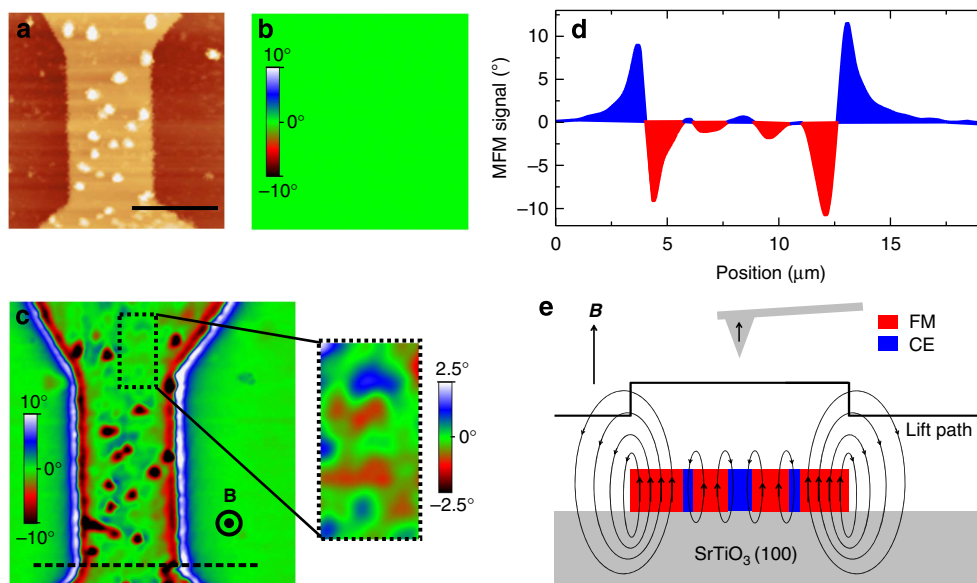 a
b
10°
0°
−10°
d
MFM signal (°)
10
5
0
−5
−10
0
5
10
15
Position (μm)
c
10°
0°
−10°
B
2.5°
0°
−2.5°
e
B
FM
CE
Lift path
SrTiO₃ (100)